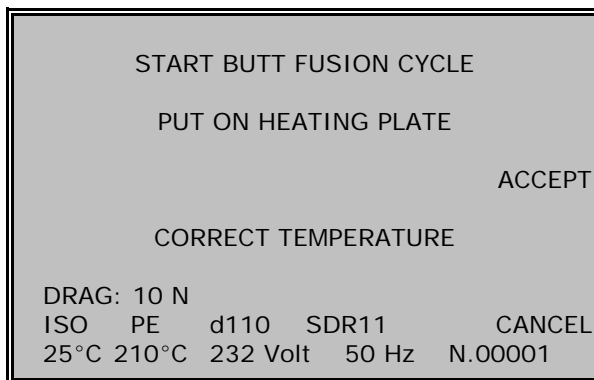 START BUTT FUSION CYCLE
PUT ON HEATING PLATE
ACCEPT
CORRECT TEMPERATURE
DRAG: 10 N
ISO PE d110 SDR11 CANCEL
25°C 210°C 232 Volt 50 Hz N.00001